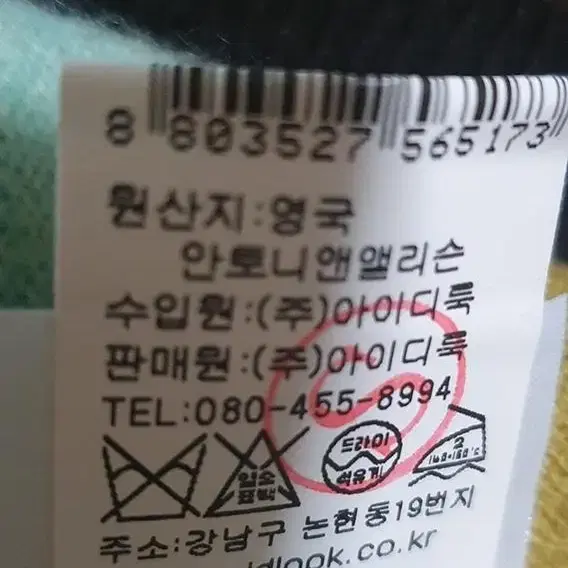 8 803527 565173
원산지:영국
안토니앤앨리슨
수입원:(주)아이디룩
판매원:(주)아이디룩
TEL:080-455-8994
염소
표백
드라이
석유계
2
160~180°C
주소:강남구 논현동19번지
dlook.co.kr